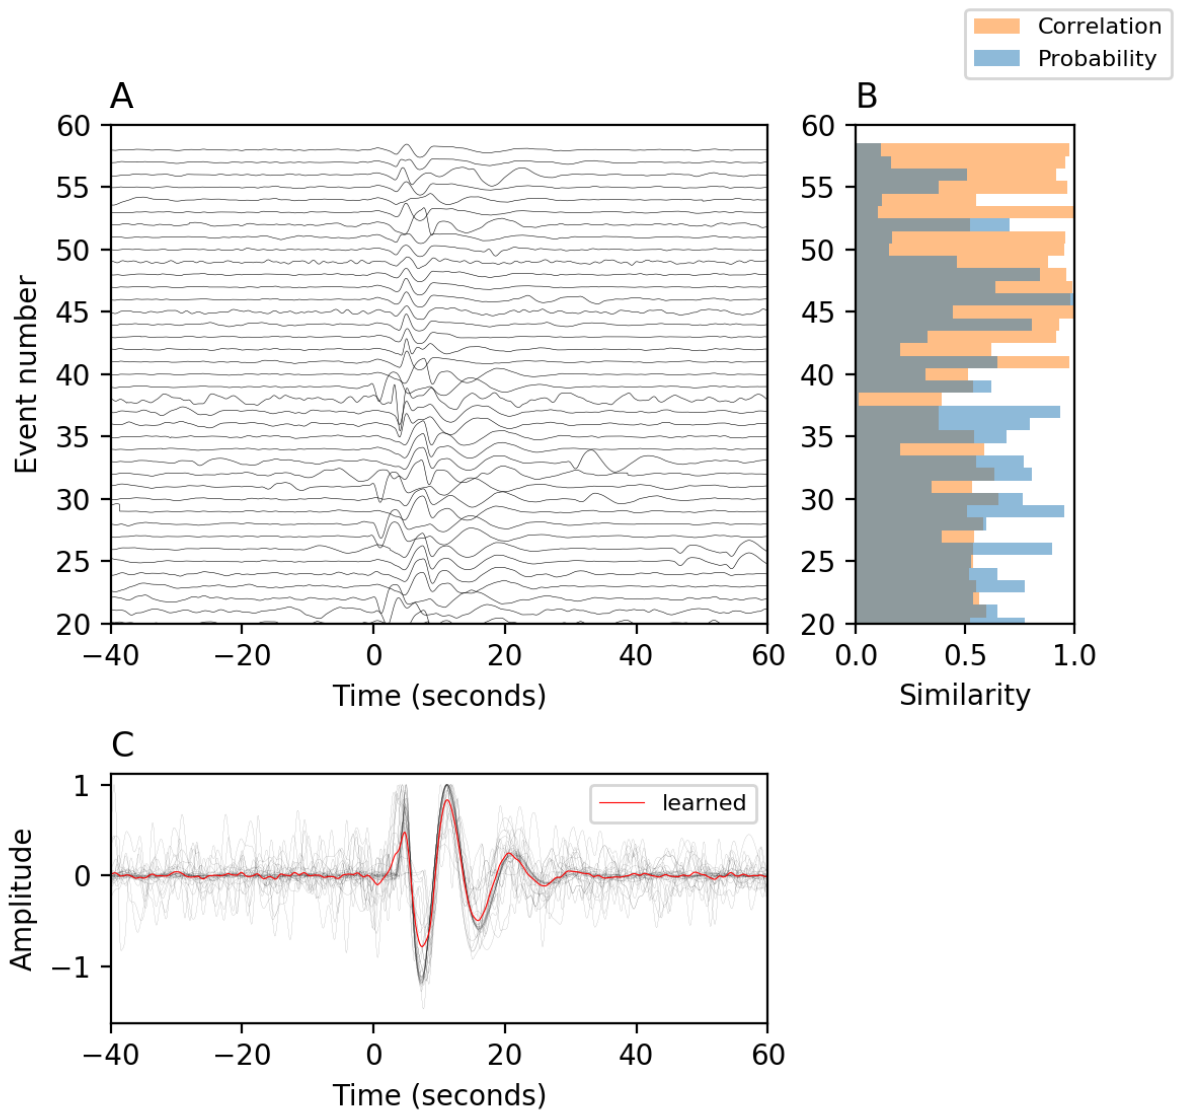 Correlation
Probability
A
B
60
55
50
45
40
35
30
25
20
Event number
−40 −20 0 20 40 60
Time (seconds)
60
55
50
45
40
35
30
25
20
0.0 0.5 1.0
Similarity
C
learned
1
0
−1
Amplitude
−40 −20 0 20 40 60
Time (seconds)